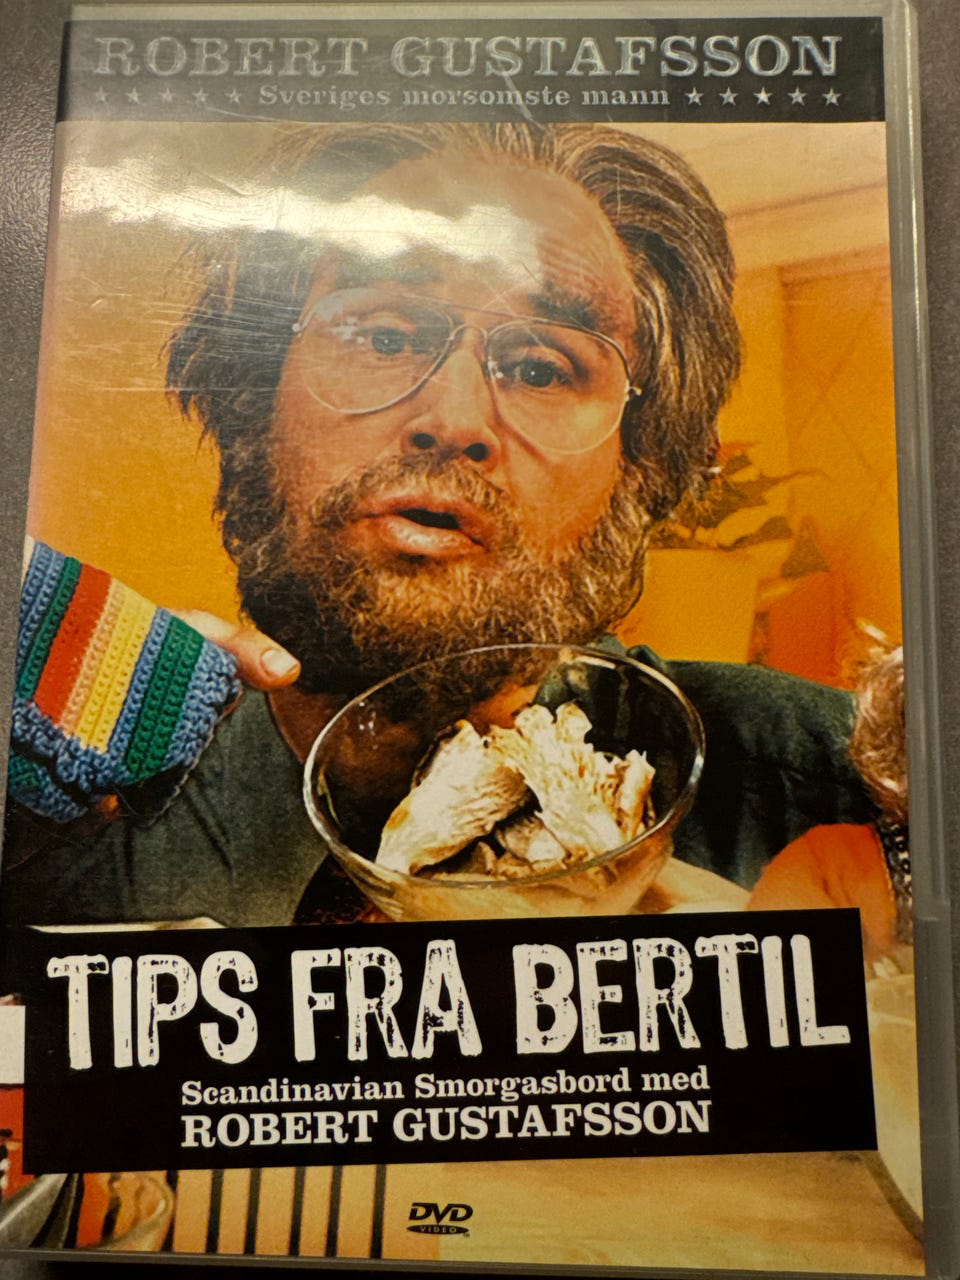 ROBERT GUSTAFSSON
★ ★ ★ ★ ★ Sveriges morsomste mann ★ ★ ★ ★ ★
TIPS FRA BERTIL
Scandinavian Smorgasbord med
ROBERT GUSTAFSSON
DVD
VIDEO